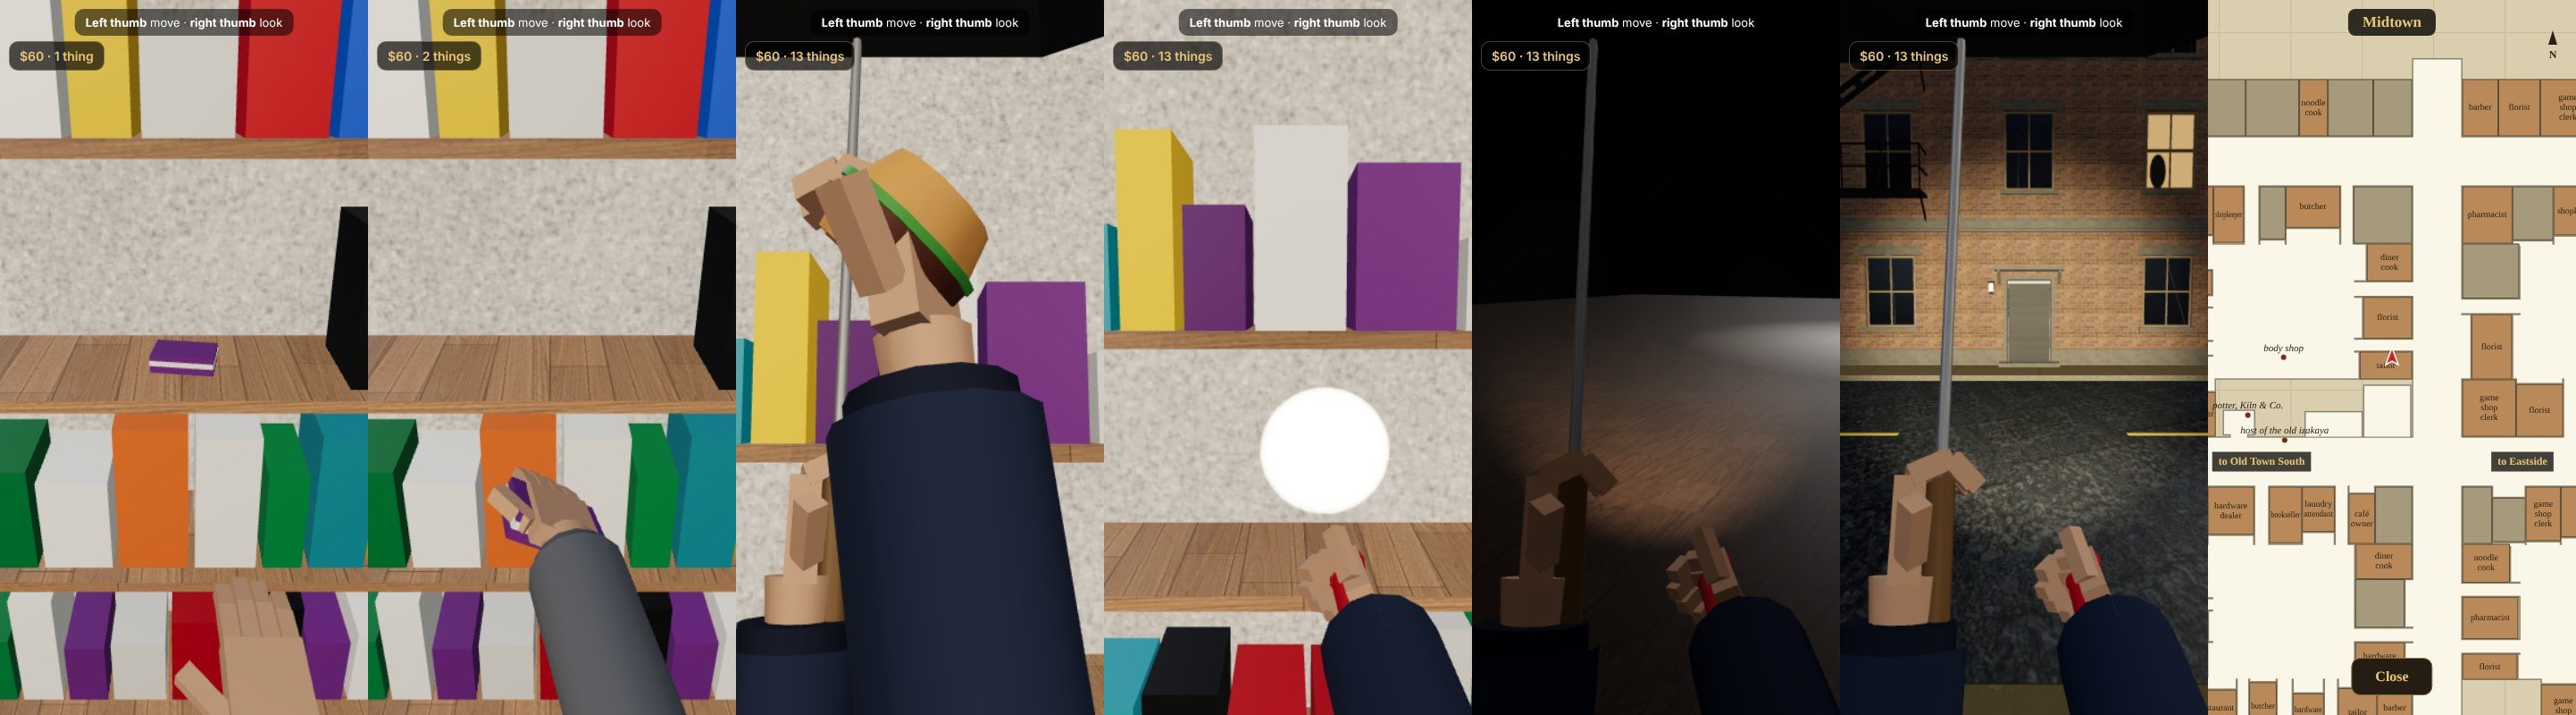 Left thumb move · right thumb look
$60 · 1 thing
Left thumb move · right thumb look
$60 · 2 things
Left thumb move · right thumb look
$60 · 13 things
Left thumb move · right thumb look
$60 · 13 things
Left thumb move · right thumb look
$60 · 13 things
Left thumb move · right thumb look
$60 · 13 things
Midtown
N
noodle
cook
barber
florist
game
shop
clerk
shopkeeper
butcher
pharmacist
diner
cook
florist
florist
body shop
tailor
potter, Kiln & Co.
host of the old izakaya
game
shop
clerk
florist
to Old Town South
to Eastside
hardware
dealer
bookseller
laundry
attendant
café
owner
game
shop
clerk
diner
cook
noodle
cook
pharmacist
hardware
florist
Close
butcher
hardware
tailor
barber
game
shop